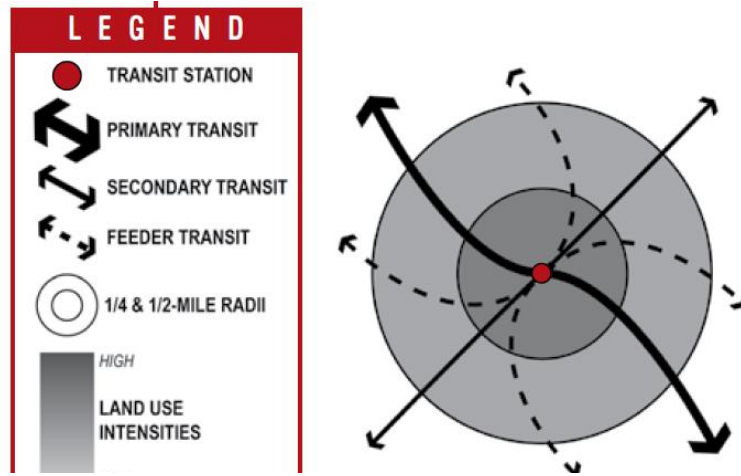 LEGEND
TRANSIT STATION
PRIMARY TRANSIT
SECONDARY TRANSIT
FEEDER TRANSIT
1/4 & 1/2-MILE RADII
HIGH
LAND USE
INTENSITIES